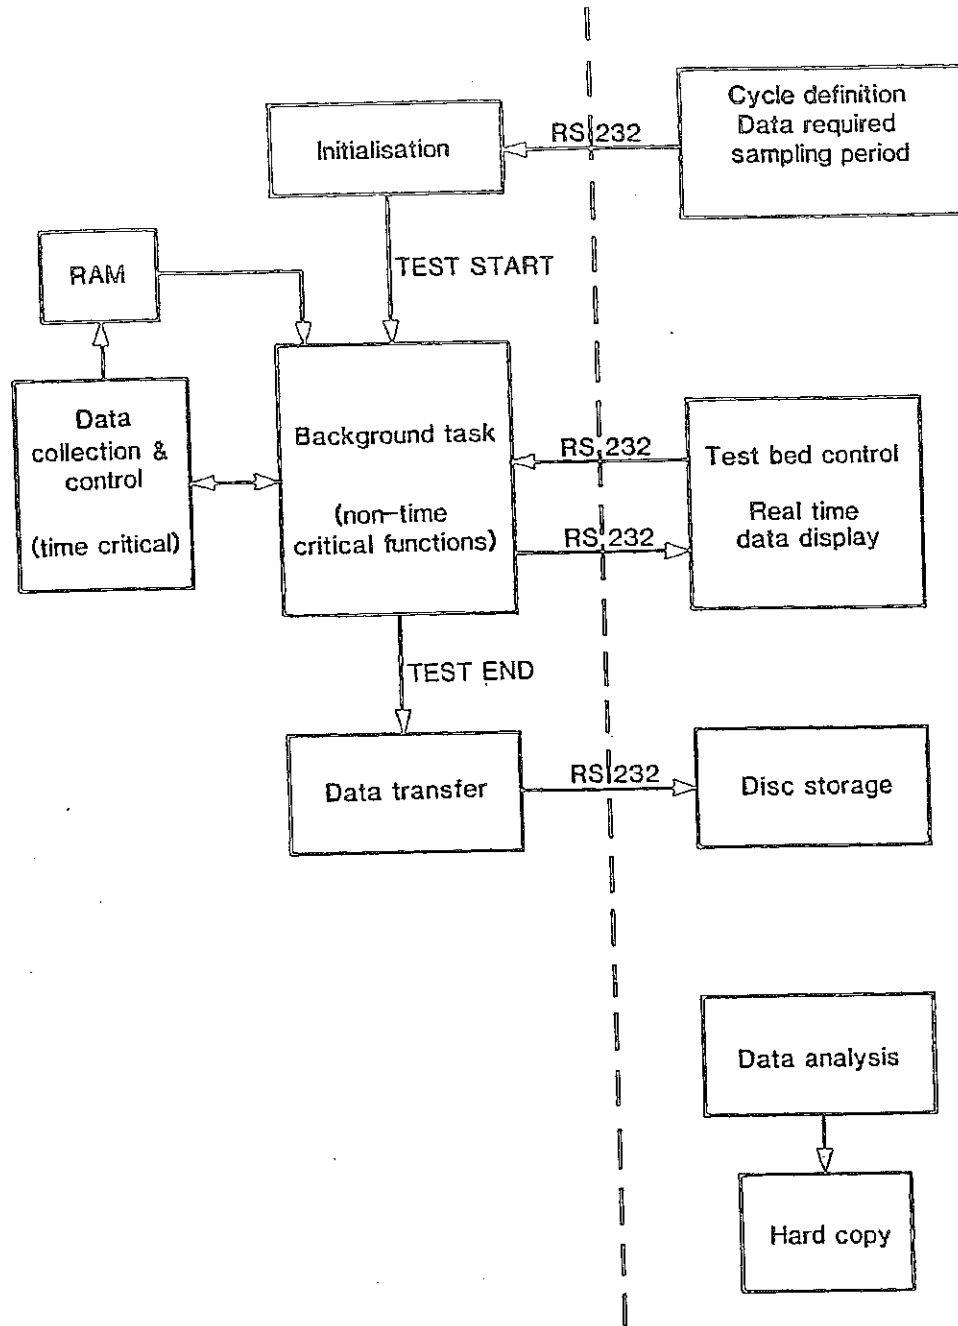 Cycle definition
Data required
sampling period
RS 232
Initialisation
TEST START
RAM
Data
collection &
control
(time critical)
Background task
(non-time
critical functions)
RS 232
RS 232
Test bed control
Real time
data display
TEST END
Data transfer
RS 232
Disc storage
Data analysis
Hard copy